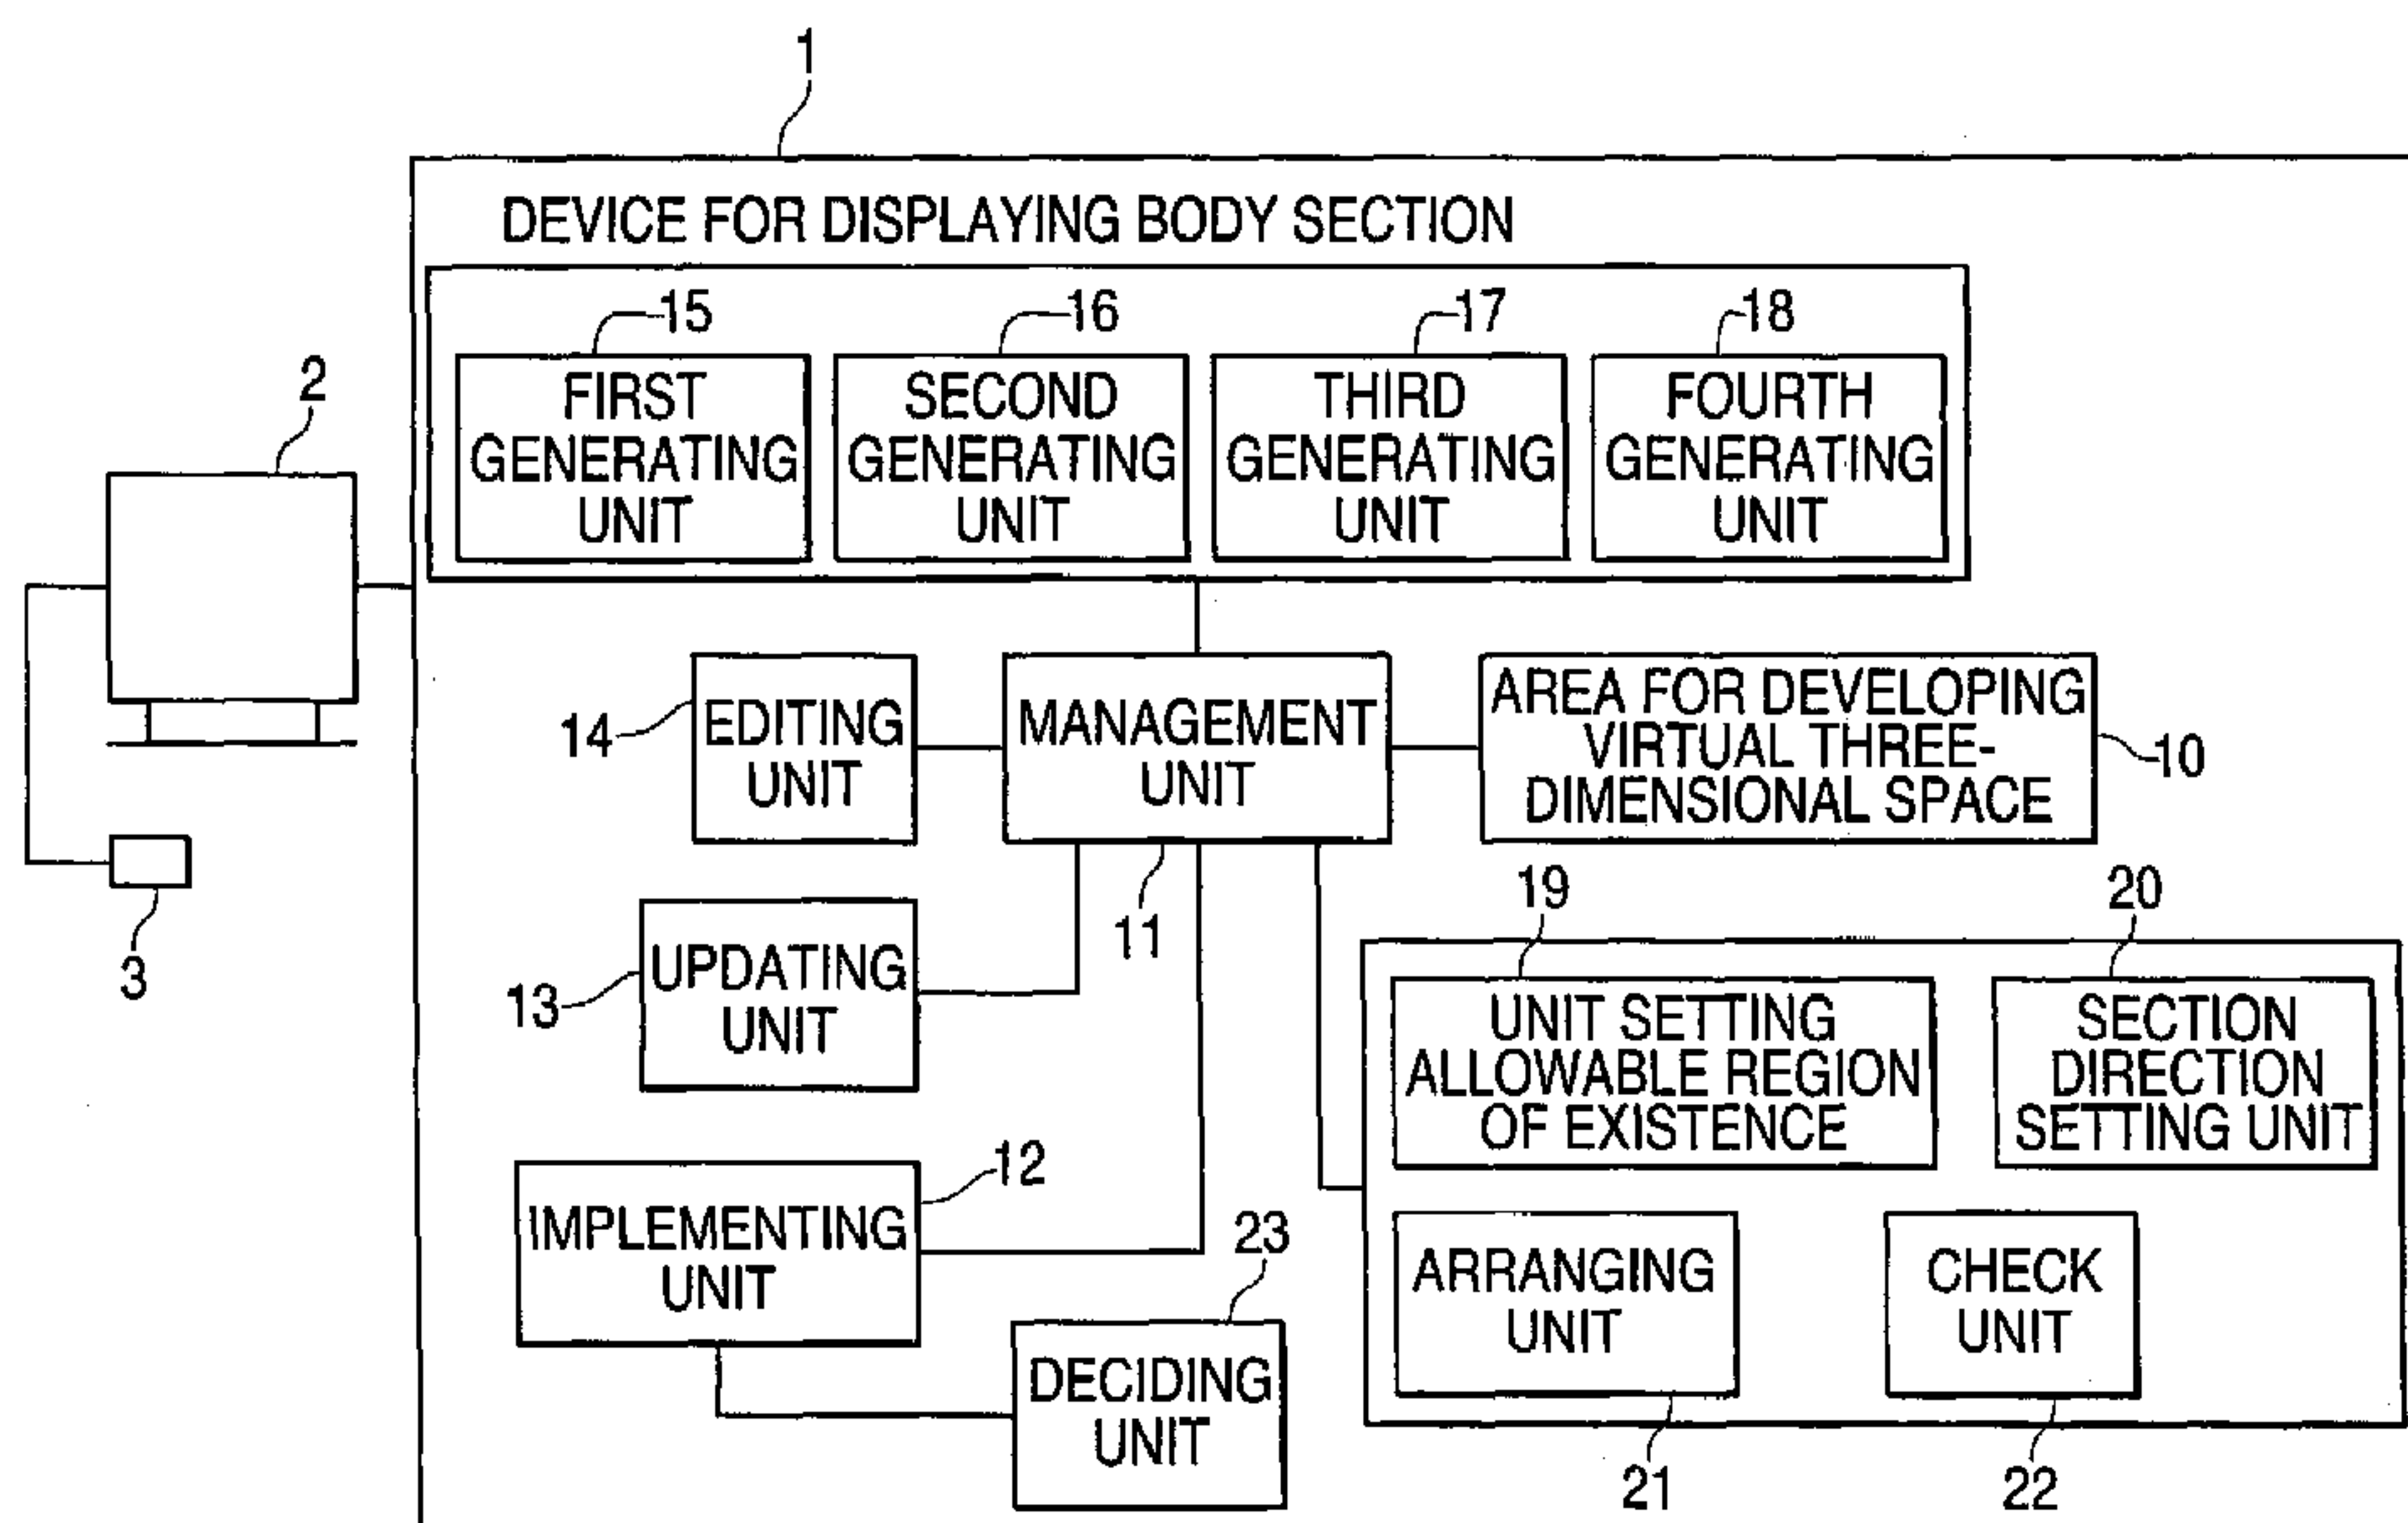 1
DEVICE FOR DISPLAYING BODY SECTION
15
16
17
18
FIRST
GENERATING
UNIT
SECOND
GENERATING
UNIT
THIRD
GENERATING
UNIT
FOURTH
GENERATING
UNIT
2
3
14
EDITING
UNIT
MANAGEMENT
UNIT
11
AREA FOR DEVELOPING
VIRTUAL THREE-
DIMENSIONAL SPACE
10
13
UPDATING
UNIT
19
UNIT SETTING
ALLOWABLE REGION
OF EXISTENCE
20
SECTION
DIRECTION
SETTING UNIT
12
IMPLEMENTING
UNIT
23
DECIDING
UNIT
ARRANGING
UNIT
21
CHECK
UNIT
22